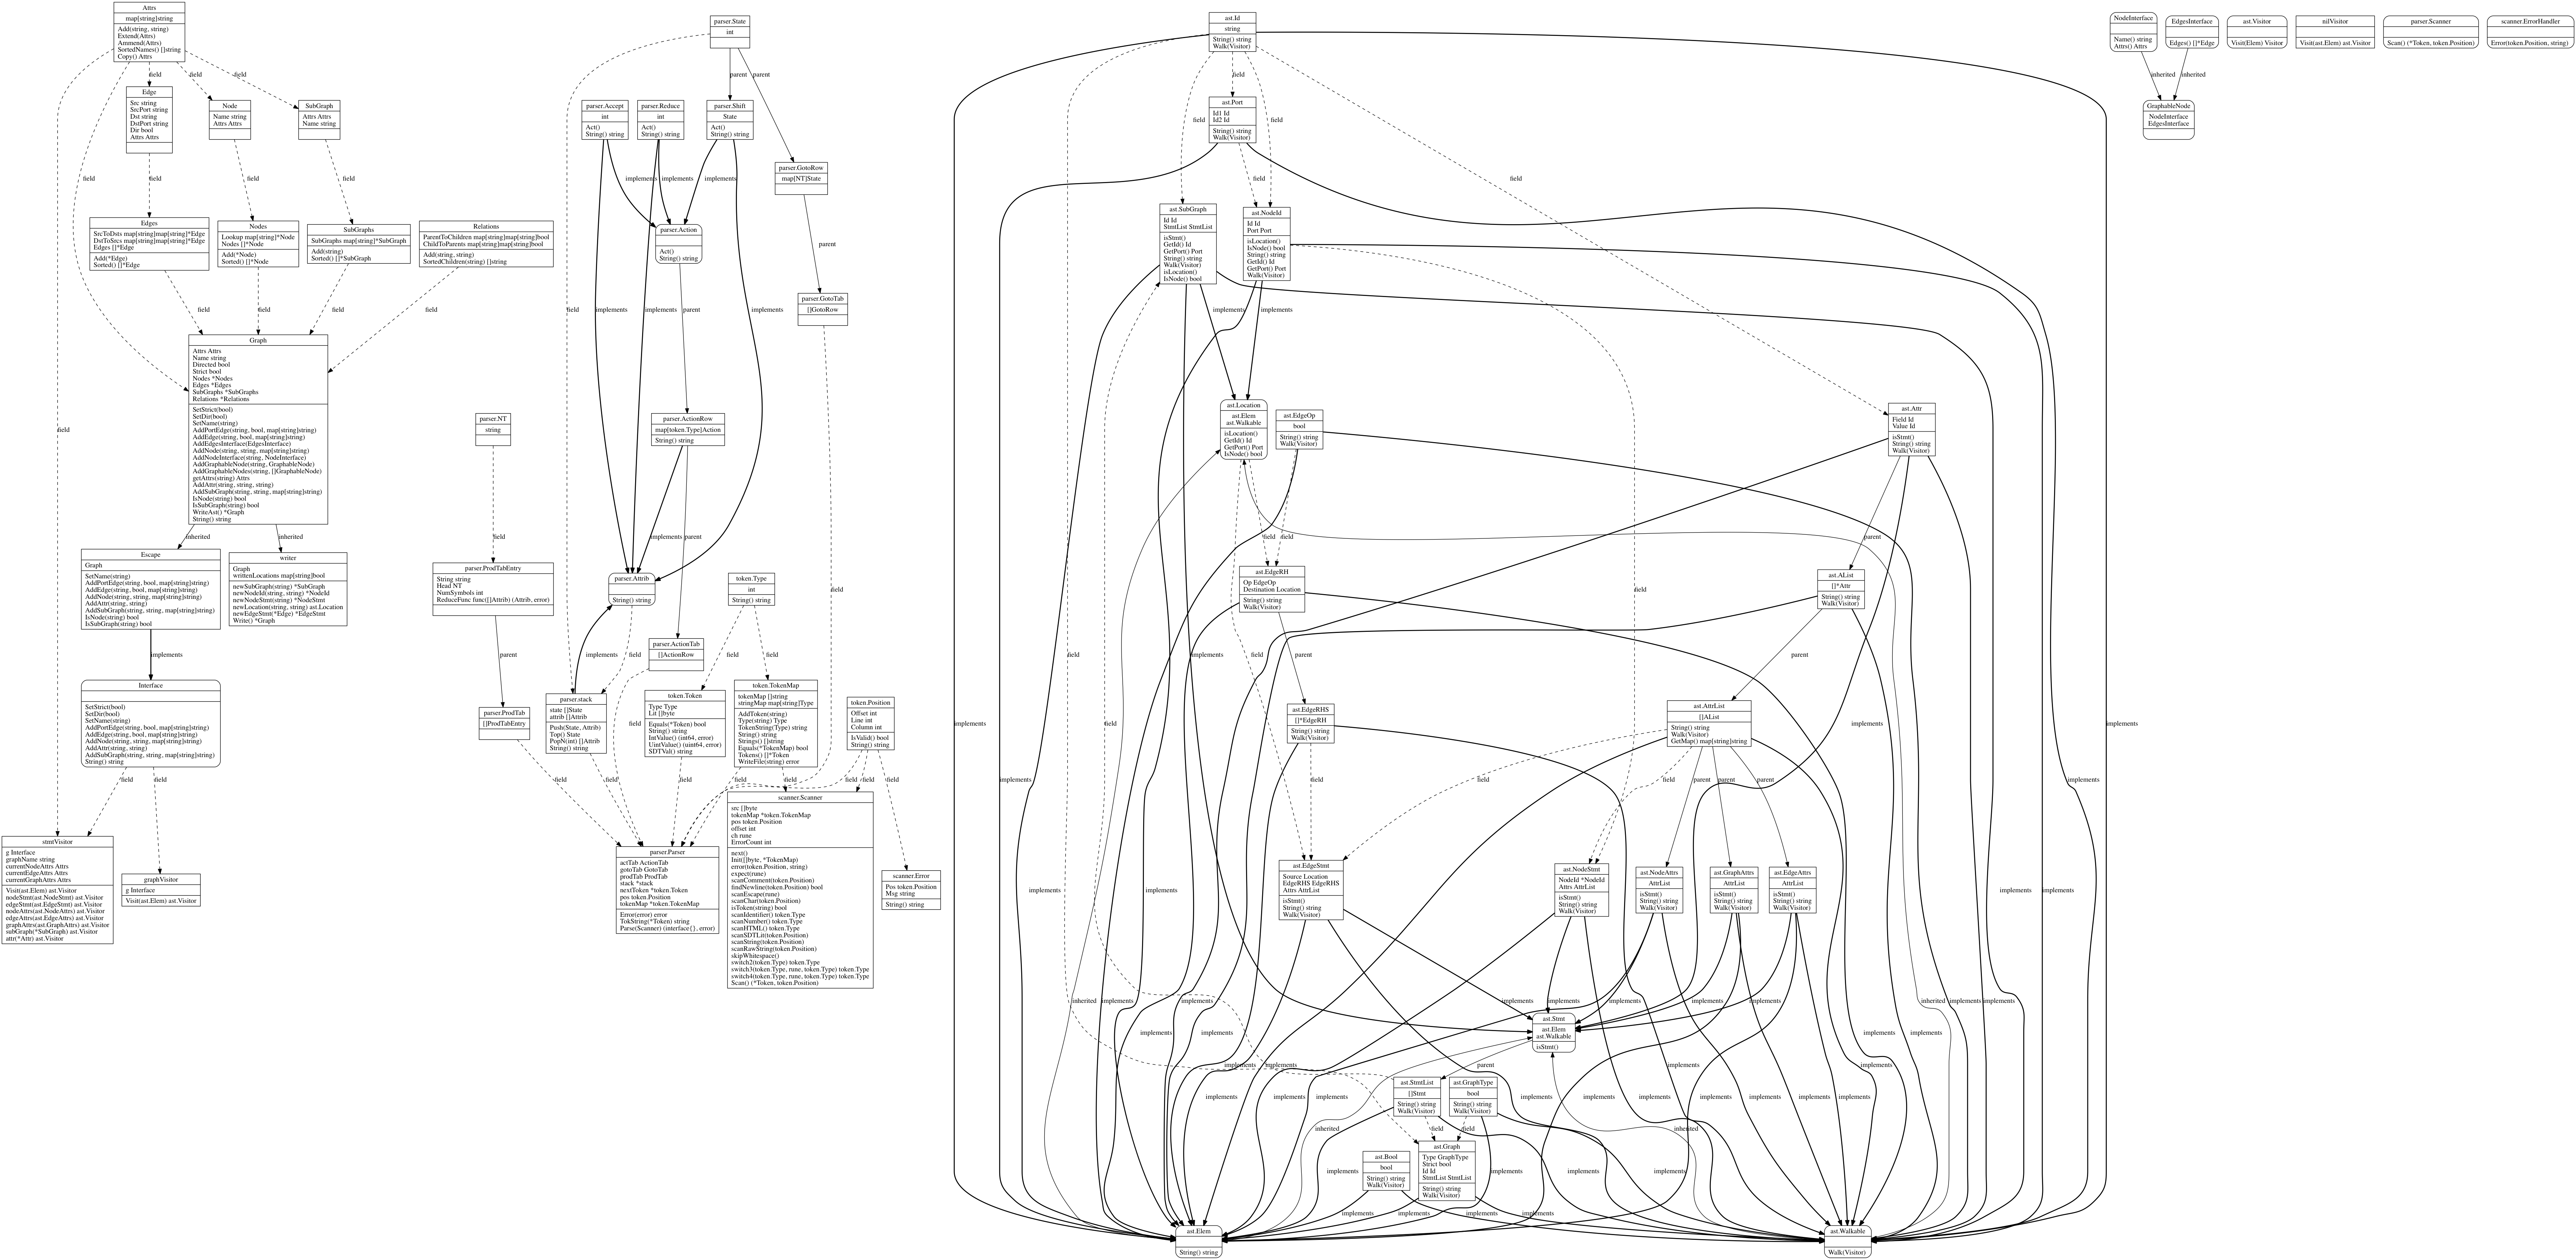 Attrs
map[string]string
Add(string, string)
Extend(Attrs)
Ammend(Attrs)
SortedNames() []string
Copy() Attrs
field
field
field
field
field
Edge
Src string
SrcPort string
Dst string
DstPort string
Dir bool
Attrs Attrs
Node
Name string
Attrs Attrs
SubGraph
Attrs Attrs
Name string
field
field
field
Edges
SrcToDsts map[string]map[string]*Edge
DstToSrcs map[string]map[string]*Edge
Edges []*Edge
Add(*Edge)
Sorted() []*Edge
Nodes
Lookup map[string]*Node
Nodes []*Node
Add(*Node)
Sorted() []*Node
SubGraphs
SubGraphs map[string]*SubGraph
Add(string)
Sorted() []*SubGraph
Relations
ParentToChildren map[string]map[string]bool
ChildToParents map[string]map[string]bool
Add(string, string)
SortedChildren(string) []string
field
field
field
field
Graph
Attrs Attrs
Name string
Directed bool
Strict bool
Nodes *Nodes
Edges *Edges
SubGraphs *SubGraphs
Relations *Relations
SetStrict(bool)
SetDir(bool)
SetName(string)
AddPortEdge(string, bool, map[string]string)
AddEdge(string, bool, map[string]string)
AddEdgesInterface(EdgesInterface)
AddNode(string, string, map[string]string)
AddNodeInterface(string, NodeInterface)
AddGraphableNode(string, GraphableNode)
AddGraphableNodes(string, []GraphableNode)
getAttrs(string) Attrs
AddAttr(string, string, string)
AddSubGraph(string, string, map[string]string)
IsNode(string) bool
IsSubGraph(string) bool
WriteAst() *Graph
String() string
inherited
inherited
Escape
Graph
SetName(string)
AddPortEdge(string, bool, map[string]string)
AddEdge(string, bool, map[string]string)
AddNode(string, string, map[string]string)
AddAttr(string, string)
AddSubGraph(string, string, map[string]string)
IsNode(string) bool
IsSubGraph(string) bool
writer
Graph
writtenLocations map[string]bool
newSubGraph(string) *SubGraph
newNodeId(string, string) *NodeId
newNodeStmt(string) *NodeStmt
newLocation(string, string) ast.Location
newEdgeStmt(*Edge) *EdgeStmt
Write() *Graph
implements
Interface
SetStrict(bool)
SetDir(bool)
SetName(string)
AddPortEdge(string, bool, map[string]string)
AddEdge(string, bool, map[string]string)
AddNode(string, string, map[string]string)
AddAttr(string, string)
AddSubGraph(string, string, map[string]string)
String() string
field
field
stmtVisitor
g Interface
graphName string
currentNodeAttrs Attrs
currentEdgeAttrs Attrs
currentGraphAttrs Attrs
Visit(ast.Elem) ast.Visitor
nodeStmt(ast.NodeStmt) ast.Visitor
edgeStmt(ast.EdgeStmt) ast.Visitor
nodeAttrs(ast.NodeAttrs) ast.Visitor
edgeAttrs(ast.EdgeAttrs) ast.Visitor
graphAttrs(ast.GraphAttrs) ast.Visitor
subGraph(*SubGraph) ast.Visitor
attr(*Attr) ast.Visitor
graphVisitor
g Interface
Visit(ast.Elem) ast.Visitor
parser.State
int
parent
parent
parser.Accept
int
Act()
String() string
parser.Reduce
int
Act()
String() string
parser.Shift
State
Act()
String() string
parser.GotoRow
map[NT]State
implements
implements
implements
parser.Action
Act()
String() string
parent
parser.GotoTab
[]GotoRow
field
implements
implements
parent
implements
parser.NT
string
parser.ActionRow
map[token.Type]Action
String() string
field
implements
parent
parser.ProdTabEntry
String string
Head NT
NumSymbols int
ReduceFunc func([]Attrib) (Attrib, error)
parser.Attrib
String() string
token.Type
int
String() string
parent
implements
field
parser.ActionTab
[]ActionRow
field
field
parser.ProdTab
[]ProdTabEntry
parser.stack
state []State
attrib []Attrib
Push(State, Attrib)
Top() State
PopN(int) []Attrib
String() string
field
token.Token
Type Type
Lit []byte
Equals(*Token) bool
String() string
IntValue() (int64, error)
UintValue() (uint64, error)
SDTVal() string
token.TokenMap
tokenMap []string
stringMap map[string]Type
AddToken(string)
Type(string) Type
TokenString(Type) string
String() string
Strings() []string
Equals(*TokenMap) bool
Tokens() []*Token
WriteFile(string) error
field
token.Position
Offset int
Line int
Column int
IsValid() bool
String() string
field
field
field
field
field
field
field
field
parser.Parser
actTab ActionTab
gotoTab GotoTab
prodTab ProdTab
stack *stack
nextToken *token.Token
pos token.Position
tokenMap *token.TokenMap
Error(error) error
TokString(*Token) string
Parse(Scanner) (interface{}, error)
scanner.Scanner
src []byte
tokenMap *token.TokenMap
pos token.Position
offset int
ch rune
ErrorCount int
next()
Init([]byte, *TokenMap)
error(token.Position, string)
expect(rune)
scanComment(token.Position)
findNewline(token.Position) bool
scanEscape(rune)
scanChar(token.Position)
isToken(string) bool
scanIdentifier() token.Type
scanNumber() token.Type
scanHTML() token.Type
scanSDTLit(token.Position)
scanString(token.Position)
scanRawString(token.Position)
skipWhitespace()
switch2(token.Type) token.Type
switch3(token.Type, rune, token.Type) token.Type
switch4(token.Type, rune, token.Type) token.Type
Scan() (*Token, token.Position)
scanner.Error
Pos token.Position
Msg string
String() string
ast.Id
string
String() string
Walk(Visitor)
field
ast.Port
Id1 Id
Id2 Id
String() string
Walk(Visitor)
field
field
field
field
ast.SubGraph
Id Id
StmtList StmtList
isStmt()
GetId() Id
GetPort() Port
String() string
Walk(Visitor)
isLocation()
IsNode() bool
ast.NodeId
Id Id
Port Port
isLocation()
IsNode() bool
String() string
GetId() Id
GetPort() Port
Walk(Visitor)
implements
implements
ast.Location
ast.Elem
ast.Walkable
isLocation()
GetId() Id
GetPort() Port
IsNode() bool
ast.EdgeOp
bool
String() string
Walk(Visitor)
ast.Attr
Field Id
Value Id
isStmt()
String() string
Walk(Visitor)
field
field
parent
ast.EdgeRH
Op EdgeOp
Destination Location
String() string
Walk(Visitor)
ast.AList
[]*Attr
String() string
Walk(Visitor)
field
field
implements
field
parent
parent
ast.EdgeRHS
[]*EdgeRH
String() string
Walk(Visitor)
ast.AttrList
[]AList
String() string
Walk(Visitor)
GetMap() map[string]string
implements
implements
implements
implements
field
field
field
field
parent
parent
parent
ast.EdgeStmt
Source Location
EdgeRHS EdgeRHS
Attrs AttrList
isStmt()
String() string
Walk(Visitor)
ast.NodeStmt
NodeId *NodeId
Attrs AttrList
isStmt()
String() string
Walk(Visitor)
ast.NodeAttrs
AttrList
isStmt()
String() string
Walk(Visitor)
ast.GraphAttrs
AttrList
isStmt()
String() string
Walk(Visitor)
ast.EdgeAttrs
AttrList
isStmt()
String() string
Walk(Visitor)
implements
implements
implements
inherited
implements
implements
implements
implements
implements
implements
implements
inherited
implements
implements
ast.Stmt
ast.Elem
ast.Walkable
isStmt()
implements
implements
implements
implements
implements
implements
implements
parent
ast.StmtList
[]Stmt
String() string
Walk(Visitor)
ast.GraphType
bool
String() string
Walk(Visitor)
implements
implements
implements
implements
implements
implements
implements
implements
implements
inherited
field
field
inherited
ast.Bool
bool
String() string
Walk(Visitor)
ast.Graph
Type GraphType
Strict bool
Id Id
StmtList StmtList
String() string
Walk(Visitor)
implements
implements
implements
implements
implements
implements
implements
implements
ast.Elem
String() string
ast.Walkable
Walk(Visitor)
NodeInterface
Name() string
Attrs() Attrs
EdgesInterface
Edges() []*Edge
inherited
inherited
GraphableNode
NodeInterface
EdgesInterface
ast.Visitor
Visit(Elem) Visitor
nilVisitor
Visit(ast.Elem) ast.Visitor
parser.Scanner
Scan() (*Token, token.Position)
scanner.ErrorHandler
Error(token.Position, string)